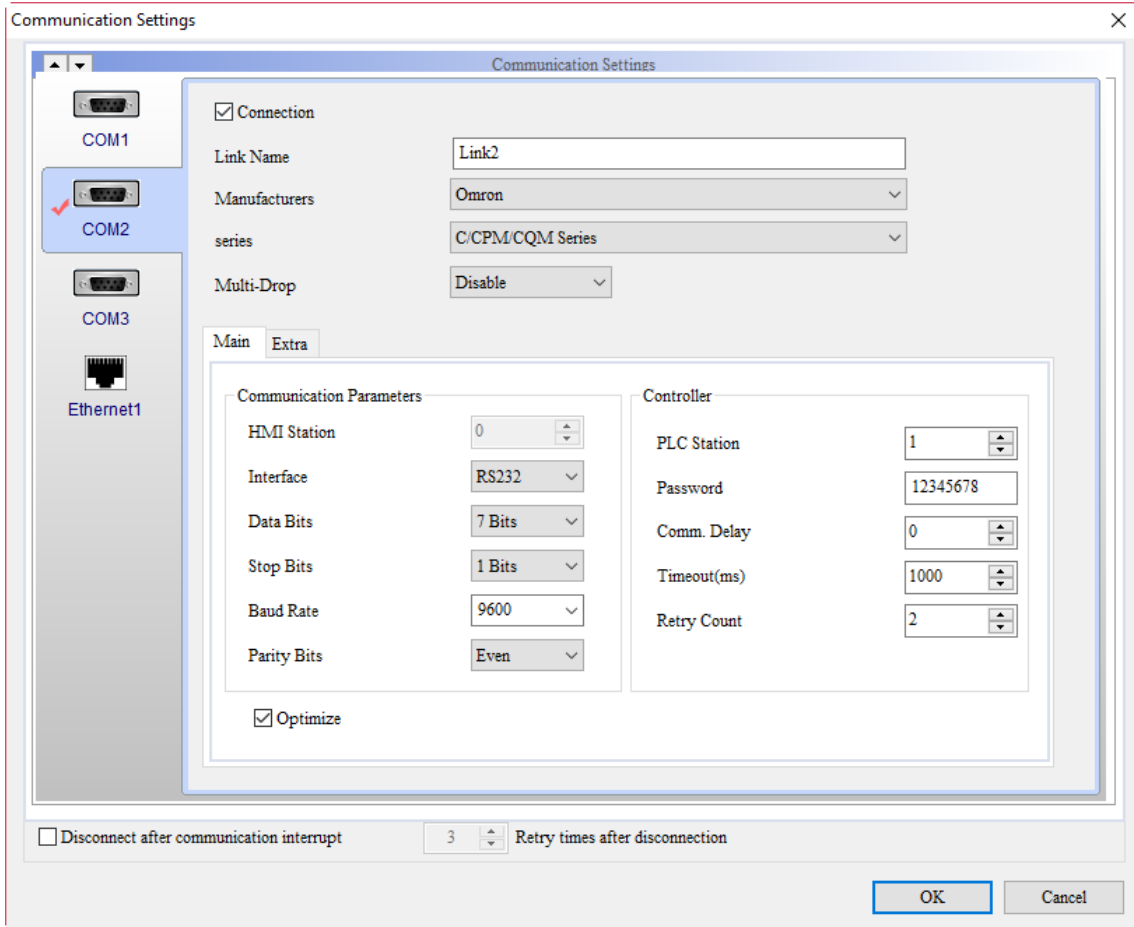 Communication Settings
Communication Settings
COM1
COM2
COM3
Ethernet1
Connection
Link Name Link2
Manufacturers Omron
series C/CPM/CQM Series
Multi-Drop Disable
Main Extra
Communication Parameters
HMI Station 0
Interface RS232
Data Bits 7 Bits
Stop Bits 1 Bits
Baud Rate 9600
Parity Bits Even
Optimize
Controller
PLC Station 1
Password 12345678
Comm. Delay 0
Timeout(ms) 1000
Retry Count 2
Disconnect after communication interrupt 3 Retry times after disconnection
OK Cancel